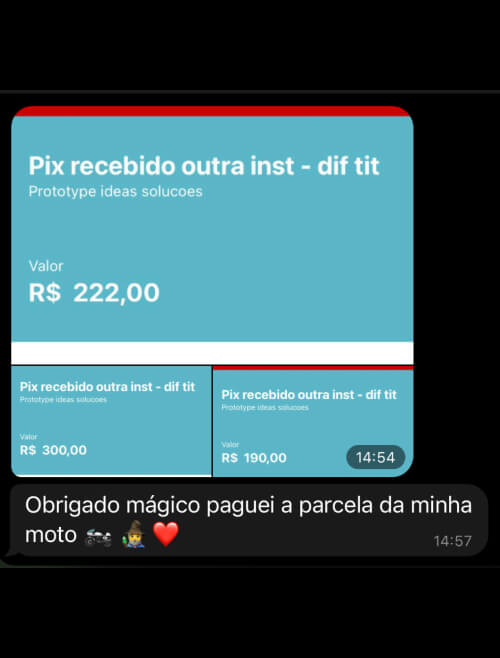 Pix recebido outra inst - dif tit
Prototype ideas solucoes
Valor
R$ 222,00
Pix recebido outra inst - dif tit
Prototype ideas solucoes
Valor
R$ 300,00
Pix recebido outra inst - dif tit
Prototype ideas solucoes
Valor
R$ 190,00
14:54
Obrigado mágico paguei a parcela da minha
moto 🏍️ 🧙‍♀️ ❤️
14:57